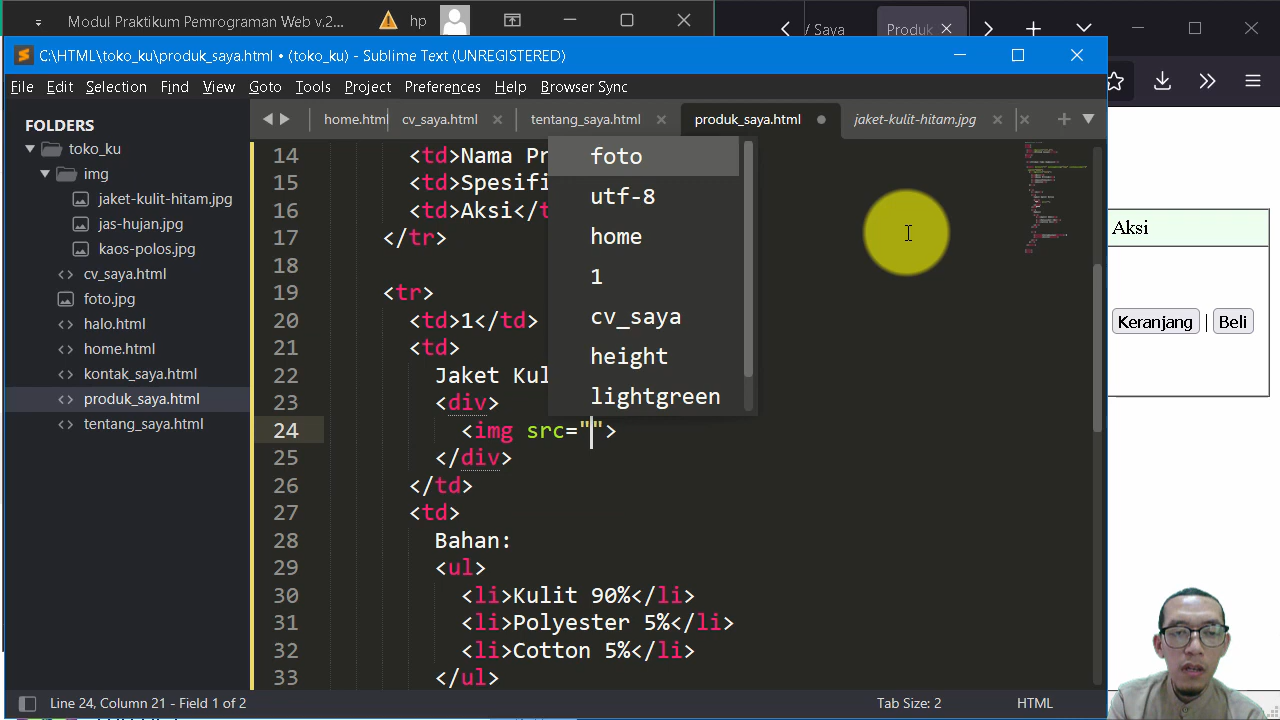 Modul Praktikum Pemrograman Web v.2... hp
/ Saya Produk
C:\HTML\toko_ku\produk_saya.html • (toko_ku) - Sublime Text (UNREGISTERED)
File Edit Selection Find View Goto Tools Project Preferences Help Browser Sync
FOLDERS
toko_ku
img
jaket-kulit-hitam.jpg
jas-hujan.jpg
kaos-polos.jpg
cv_saya.html
foto.jpg
halo.html
home.html
kontak_saya.html
produk_saya.html
tentang_saya.html
home.html cv_saya.html tentang_saya.html produk_saya.html jaket-kulit-hitam.jpg
14 <td>Nama Pr
15 <td>Spesifi
16 <td>Aksi</t
17 </tr>
18
19 <tr>
20 <td>1</td>
21 <td>
22 Jaket Kul
23 <div>
24 <img src="">
25 </div>
26 </td>
27 <td>
28 Bahan:
29 <ul>
30 <li>Kulit 90%</li>
31 <li>Polyester 5%</li>
32 <li>Cotton 5%</li>
33 </ul>
foto
utf-8
home
1
cv_saya
height
lightgreen
Aksi
Keranjang | Beli
Line 24, Column 21 - Field 1 of 2 Tab Size: 2 HTML